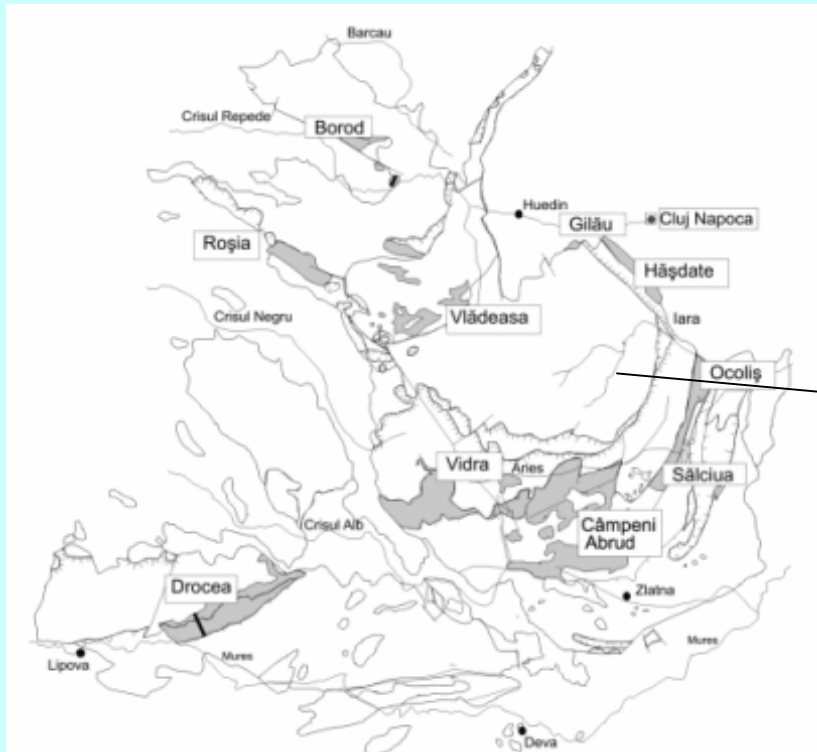 Barcau
Crisul Repede
Borod
Huedin
Gilău
Cluj Napoca
Roşia
Hăşdate
Vlădeasa
Iara
Crisul Negru
Ocoliş
Vidra
Aries
Sălciua
Câmpeni
Abrud
Crisul Alb
Drocea
Zlatna
Lipova
Mures
Mures
Deva